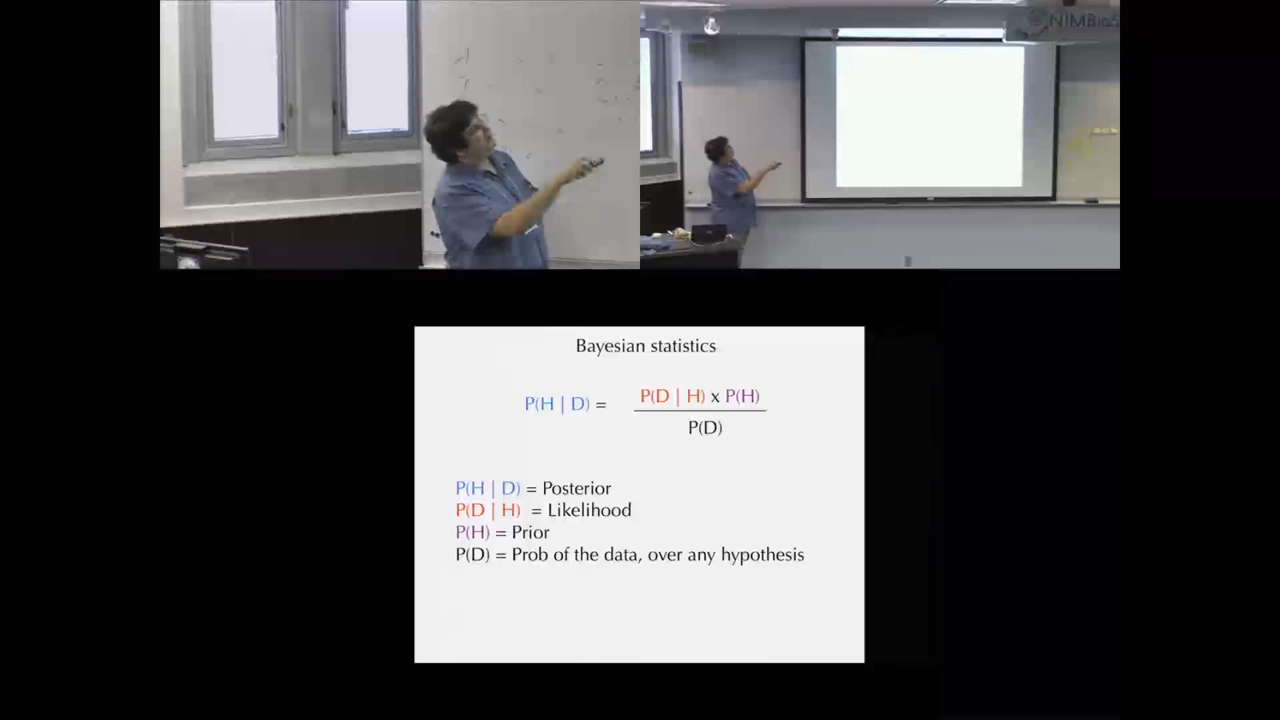 NIMBioS
Bayesian statistics
P(H | D) = P(D | H) x P(H)
P(D)
P(H | D) = Posterior
P(D | H) = Likelihood
P(H) = Prior
P(D) = Prob of the data, over any hypothesis